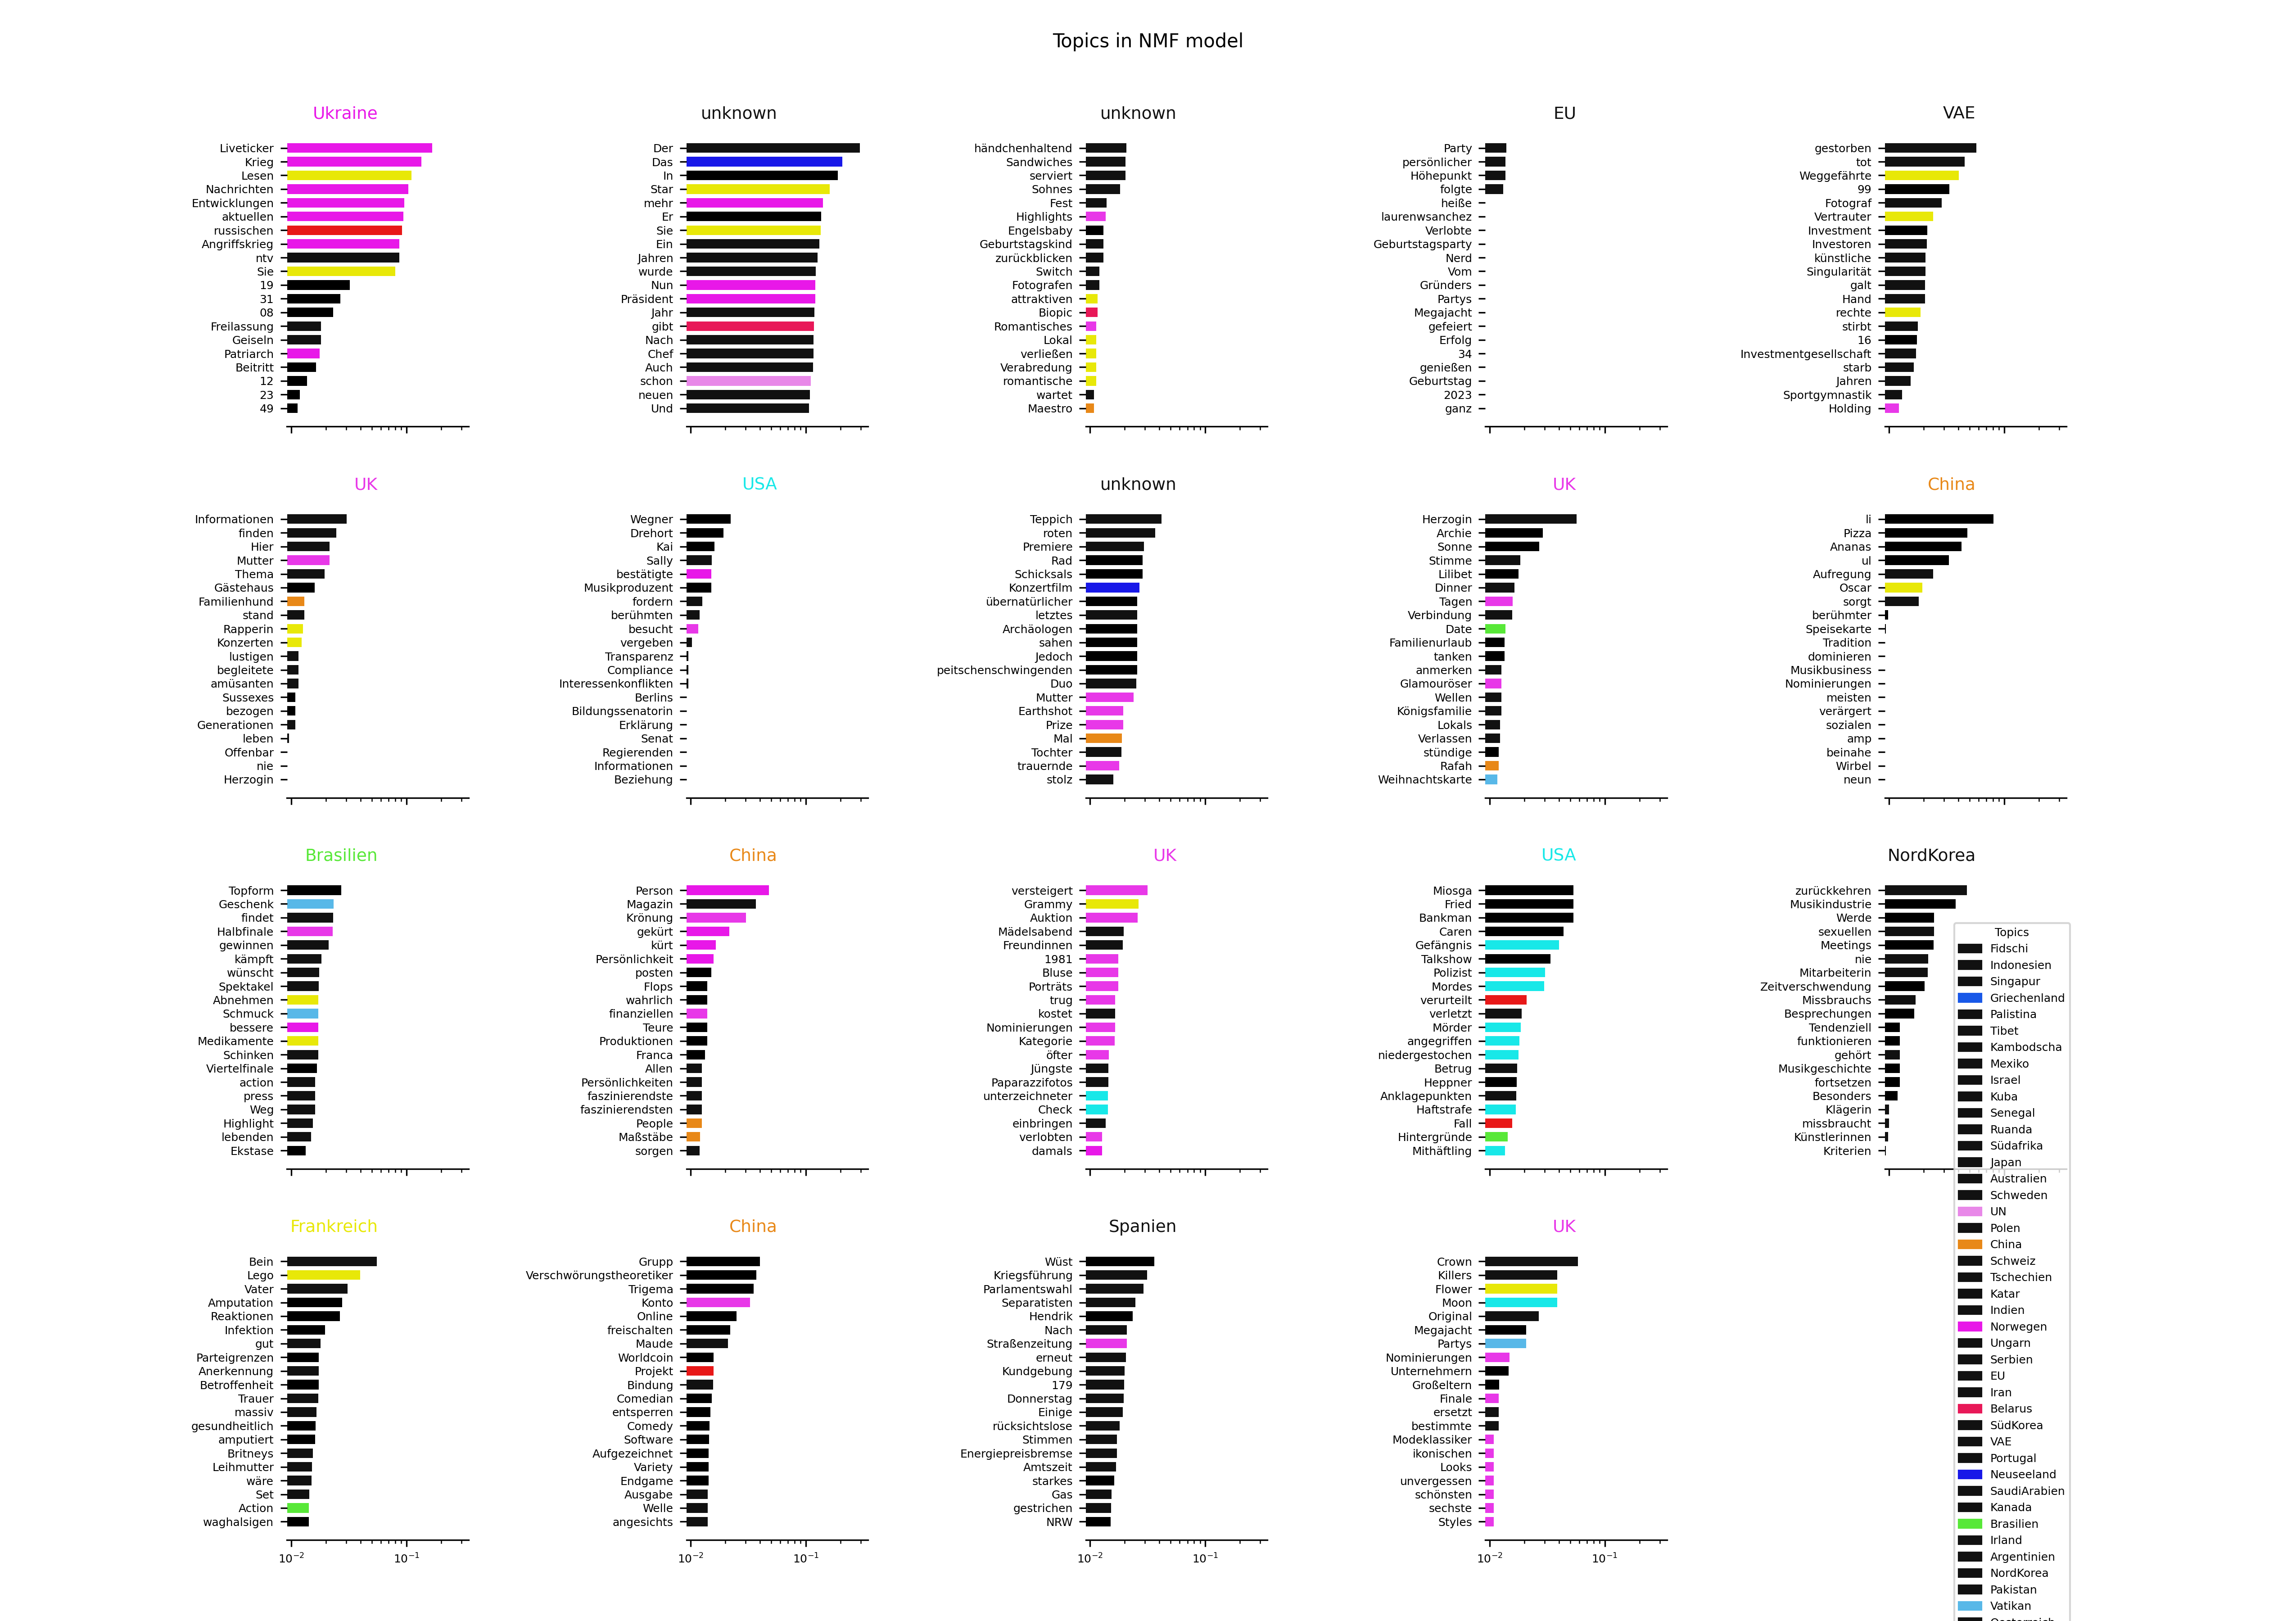 Topics in NMF model
Ukraine
Liveticker
Krieg
Lesen
Nachrichten
Entwicklungen
aktuellen
russischen
Angriffskrieg
ntv
Sie
19
31
08
Freilassung
Geiseln
Patriarch
Beitritt
12
23
49
unknown
Der
Das
In
Star
mehr
Er
Sie
Ein
Jahren
wurde
Nun
Präsident
Jahr
gibt
Nach
Chef
Auch
schon
neuen
Und
unknown
händchenhaltend
Sandwiches
serviert
Sohnes
Fest
Highlights
Engelsbaby
Geburtstagskind
zurückblicken
Switch
Fotografen
attraktiven
Biopic
Romantisches
Lokal
verließen
Verabredung
romantische
wartet
Maestro
EU
Party
persönlicher
Höhepunkt
folgte
heiße
laurenwsanchez
Verlobte
Geburtstagsparty
Nerd
Vom
Gründers
Partys
Megajacht
gefeiert
Erfolg
34
genießen
Geburtstag
2023
ganz
VAE
gestorben
tot
Weggefährte
99
Fotograf
Vertrauter
Investment
Investoren
künstliche
Singularität
galt
Hand
rechte
stirbt
16
Investmentgesellschaft
starb
Jahren
Sportgymnastik
Holding
UK
Informationen
finden
Hier
Mutter
Thema
Gästehaus
Familienhund
stand
Rapperin
Konzerten
lustigen
begleitete
amüsanten
Sussexes
bezogen
Generationen
leben
Offenbar
nie
Herzogin
USA
Wegner
Drehort
Kai
Sally
bestätigte
Musikproduzent
fordern
berühmten
besucht
vergeben
Transparenz
Compliance
Interessenkonflikten
Berlins
Bildungssenatorin
Erklärung
Senat
Regierenden
Informationen
Beziehung
unknown
Teppich
roten
Premiere
Rad
Schicksals
Konzertfilm
übernatürlicher
letztes
Archäologen
sahen
Jedoch
peitschenschwingenden
Duo
Mutter
Earthshot
Prize
Mal
Tochter
trauernde
stolz
UK
Herzogin
Archie
Sonne
Stimme
Lilibet
Dinner
Tagen
Verbindung
Date
Familienurlaub
tanken
anmerken
Glamouröser
Wellen
Königsfamilie
Lokals
Verlassen
stündige
Rafah
Weihnachtskarte
China
li
Pizza
Ananas
ul
Aufregung
Oscar
sorgt
berühmter
Speisekarte
Tradition
dominieren
Musikbusiness
Nominierungen
meisten
verärgert
sozialen
amp
beinahe
Wirbel
neun
Brasilien
Topform
Geschenk
findet
Halbfinale
gewinnen
kämpft
wünscht
Spektakel
Abnehmen
Schmuck
bessere
Medikamente
Schinken
Viertelfinale
action
press
Weg
Highlight
lebenden
Ekstase
China
Person
Magazin
Krönung
gekürt
kürt
Persönlichkeit
posten
Flops
wahrlich
finanziellen
Teure
Produktionen
Franca
Allen
Persönlichkeiten
faszinierendste
faszinierendsten
People
Maßstäbe
sorgen
UK
versteigert
Grammy
Auktion
Mädelsabend
Freundinnen
1981
Bluse
Porträts
trug
kostet
Nominierungen
Kategorie
öfter
Jüngste
Paparazzifotos
unterzeichneter
Check
einbringen
verlobten
damals
USA
Miosga
Fried
Bankman
Caren
Gefängnis
Talkshow
Polizist
Mordes
verurteilt
verletzt
Mörder
angegriffen
niedergestochen
Betrug
Heppner
Anklagepunkten
Haftstrafe
Fall
Hintergründe
Mithäftling
NordKorea
zurückkehren
Musikindustrie
Werde
sexuellen
Meetings
nie
Mitarbeiterin
Zeitverschwendung
Missbrauchs
Besprechungen
Tendenziell
funktionieren
gehört
Musikgeschichte
fortsetzen
Besonders
Klägerin
missbraucht
Künstlerinnen
Kriterien
Frankreich
Bein
Lego
Vater
Amputation
Reaktionen
Infektion
gut
Parteigrenzen
Anerkennung
Betroffenheit
Trauer
massiv
gesundheitlich
amputiert
Britneys
Leihmutter
wäre
Set
Action
waghalsigen
10⁻² 10⁻¹
China
Grupp
Verschwörungstheoretiker
Trigema
Konto
Online
freischalten
Maude
Worldcoin
Projekt
Bindung
Comedian
entsperren
Comedy
Software
Aufgezeichnet
Variety
Endgame
Ausgabe
Welle
angesichts
10⁻² 10⁻¹
Spanien
Wüst
Kriegsführung
Parlamentswahl
Separatisten
Hendrik
Nach
Straßenzeitung
erneut
Kundgebung
179
Donnerstag
Einige
rücksichtslose
Stimmen
Energiepreisbremse
Amtszeit
starkes
Gas
gestrichen
NRW
10⁻² 10⁻¹
UK
Crown
Killers
Flower
Moon
Original
Megajacht
Partys
Nominierungen
Unternehmern
Großeltern
Finale
ersetzt
bestimmte
Modeklassiker
ikonischen
Looks
unvergessen
schönsten
sechste
Styles
10⁻² 10⁻¹
Topics
Fidschi
Indonesien
Singapur
Griechenland
Palistina
Tibet
Kambodscha
Mexiko
Israel
Kuba
Senegal
Ruanda
Südafrika
Japan
Australien
Schweden
UN
Polen
China
Schweiz
Tschechien
Katar
Indien
Norwegen
Ungarn
Serbien
EU
Iran
Belarus
SüdKorea
VAE
Portugal
Neuseeland
SaudiArabien
Kanada
Brasilien
Irland
Argentinien
NordKorea
Pakistan
Vatikan